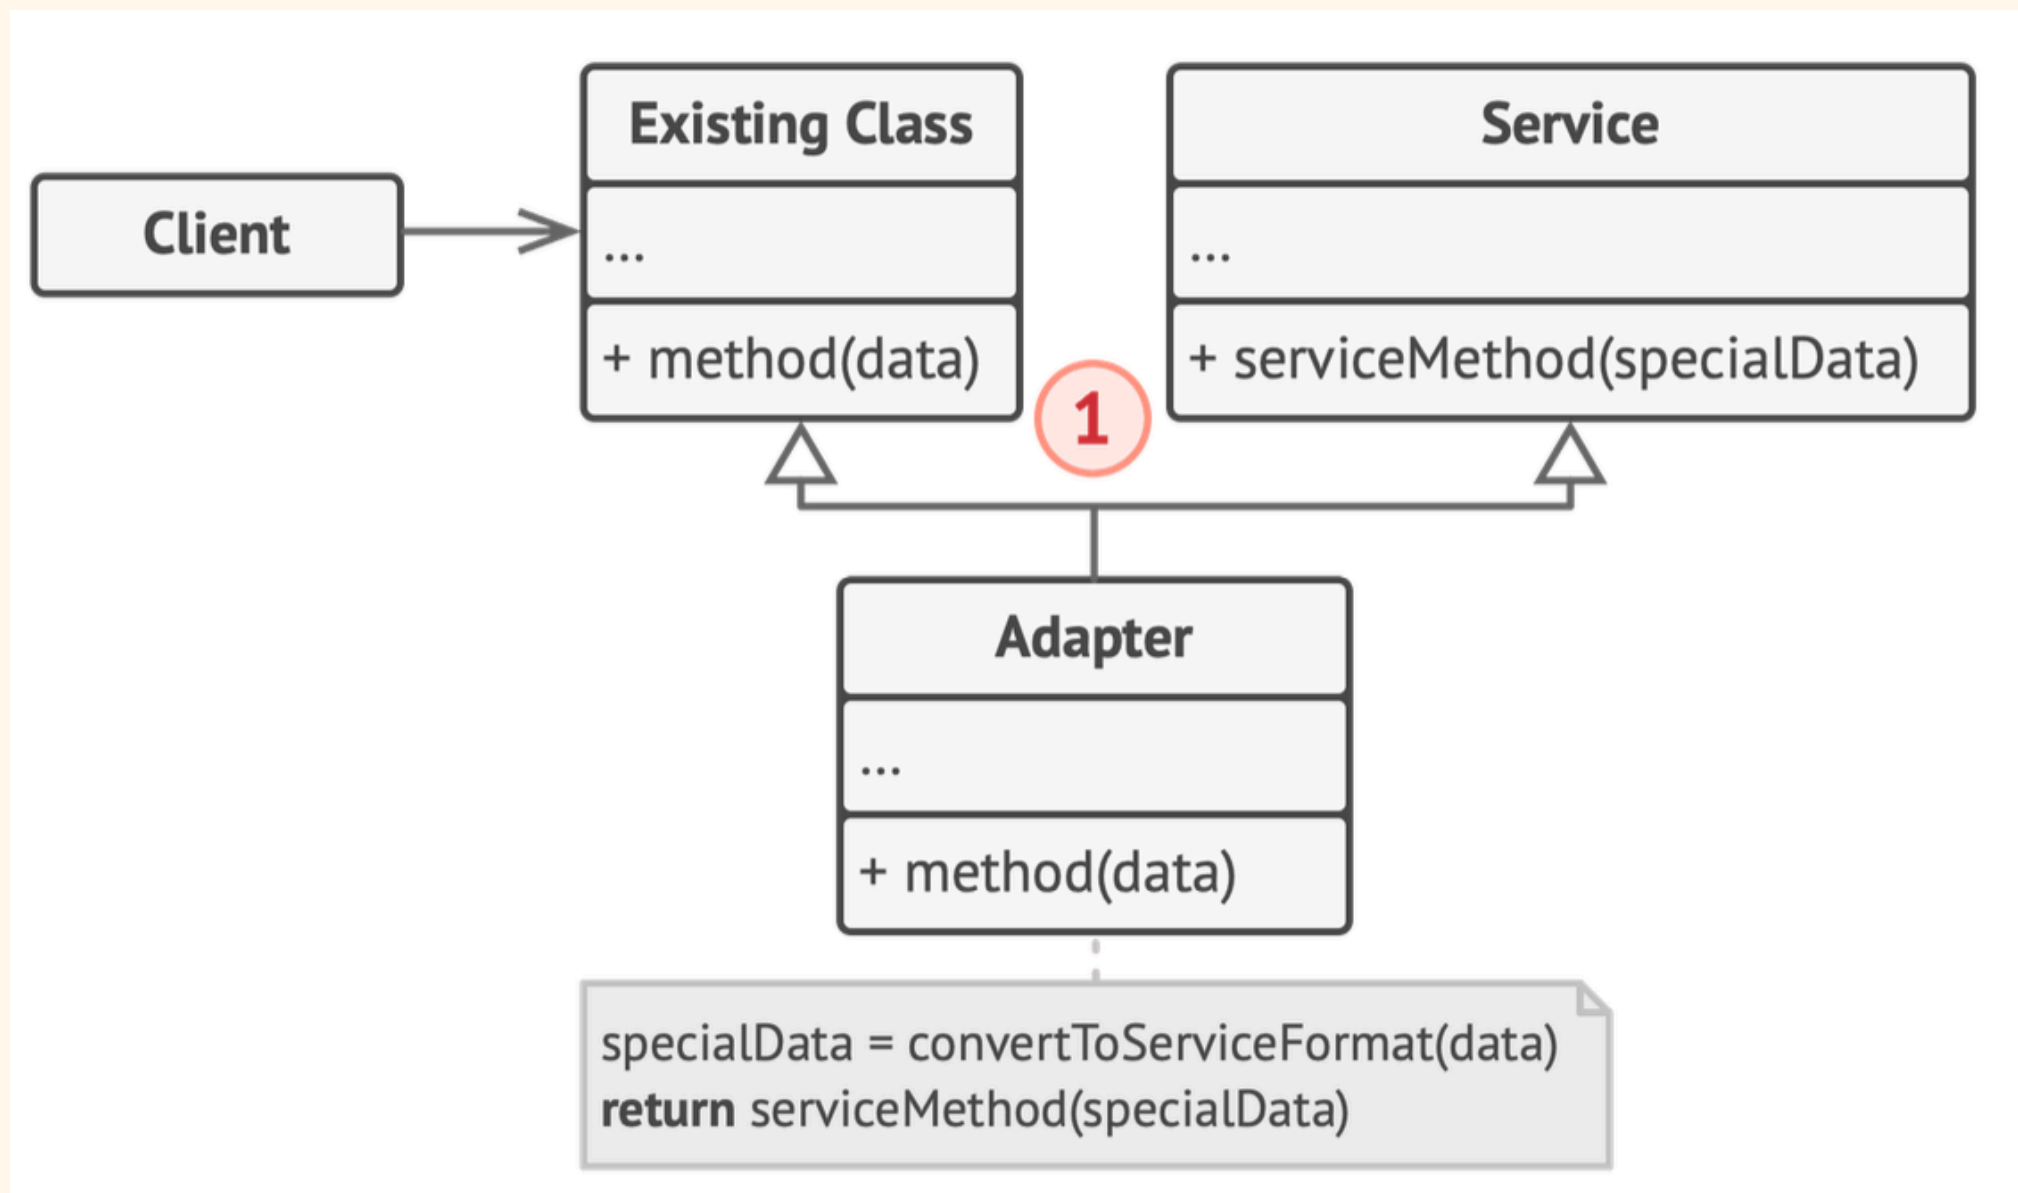 Client
Existing Class
...
+ method(data)
Service
...
+ serviceMethod(specialData)
1
Adapter
...
+ method(data)
specialData = convertToServiceFormat(data)
return serviceMethod(specialData)